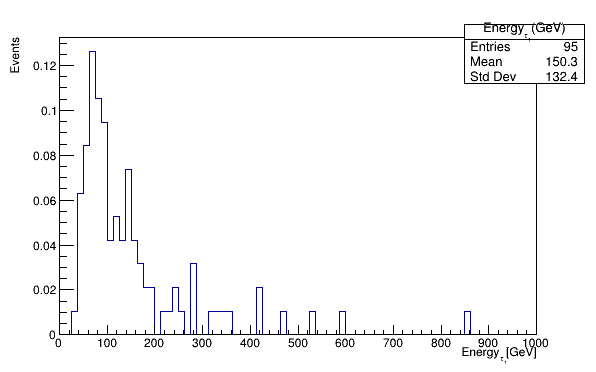 Energy_τ₁(GeV)
Entries 95
Mean 150.3
Std Dev 132.4
Events
0.12
0.1
0.08
0.06
0.04
0.02
0
0 100 200 300 400 500 600 700 800 900 1000
Energy_τ₁[GeV]